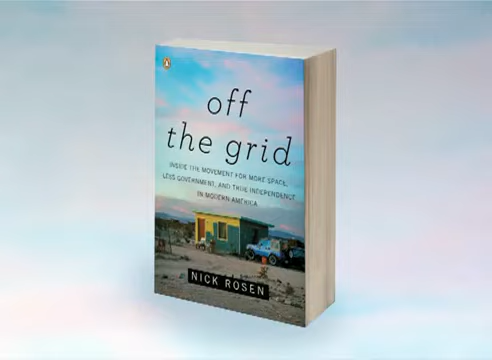 off
the grid
INSIDE THE MOVEMENT FOR MORE SPACE,
LESS GOVERNMENT, AND TRUE INDEPENDENCE
IN MODERN AMERICA
NICK ROSEN